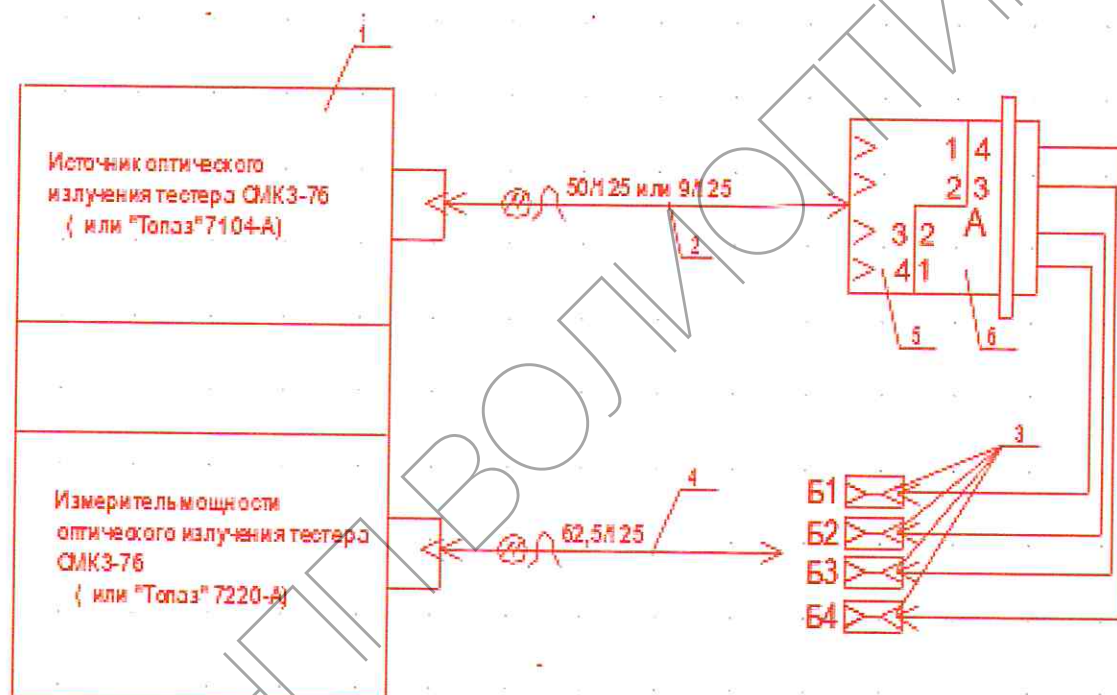 1
Источник оптического
излучения тестера ОМК3-76
( или "Топаз" 7104-А)
50/125 или 9/125
2
1 4
2 3
А
3 2
4 1
5
6
3
Измеритель мощности
оптического излучения тестера
ОМК3-76
( или "Топаз" 7220-А)
62,5/125
4
Б1
Б2
Б3
Б4